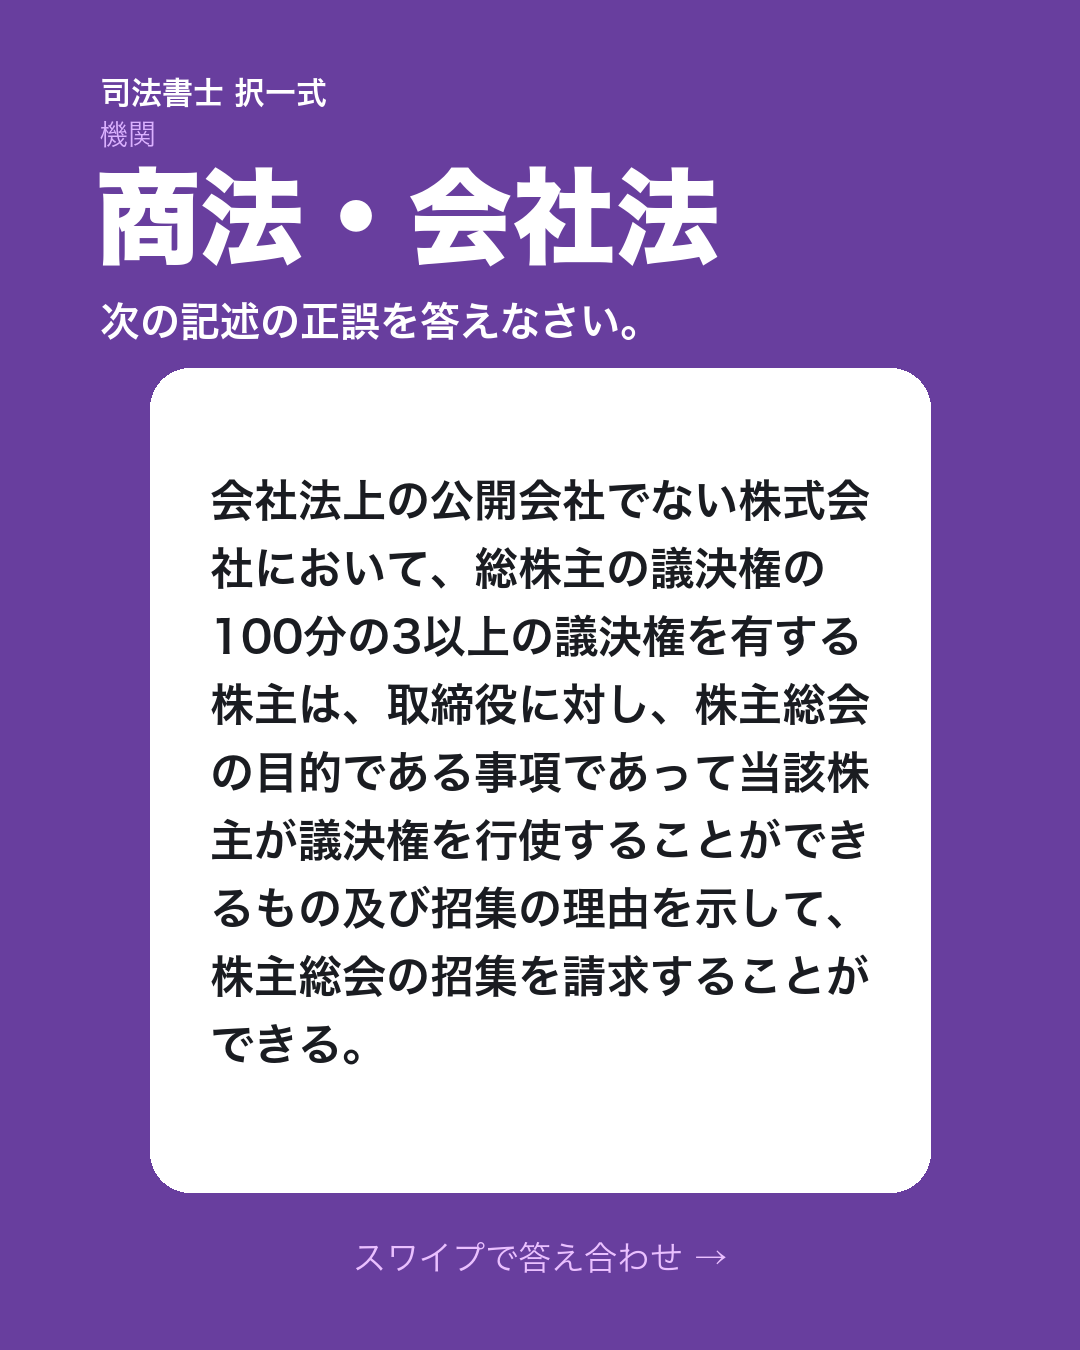 司法書士 択一式
機関
商法・会社法
次の記述の正誤を答えなさい。
会社法上の公開会社でない株式会
社において、総株主の議決権の
100分の3以上の議決権を有する
株主は、取締役に対し、株主総会
の目的である事項であって当該株
主が議決権を行使することができ
るもの及び招集の理由を示して、
株主総会の招集を請求することが
できる。
スワイプで答え合わせ →